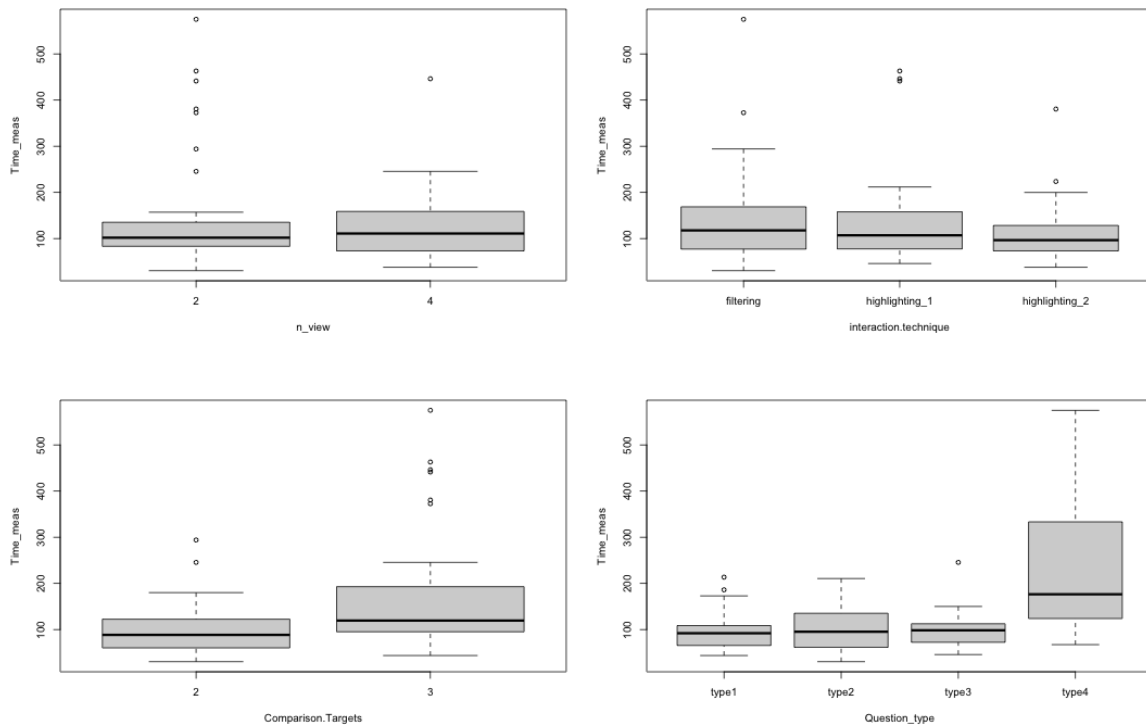 500
400
300
200
100
Time_meas
2
4
n_view
500
400
300
200
100
Time_meas
filtering
highlighting_1
highlighting_2
interaction.technique
500
400
300
200
100
Time_meas
2
3
Comparison.Targets
500
400
300
200
100
Time_meas
type1
type2
type3
type4
Question_type